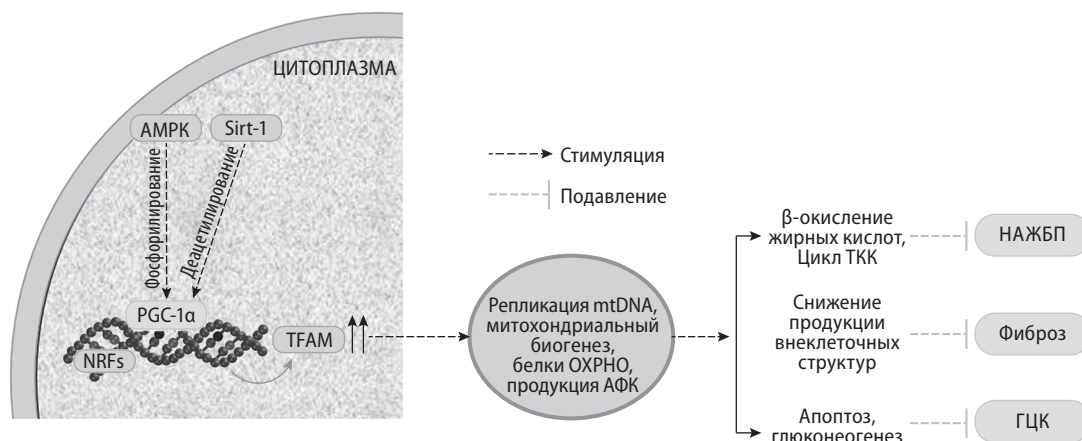 ЦИТОПЛАЗМА
AMPK
Sirt-1
Фосфорилирование
Деацетилирование
PGC-1α
NRFs
TFAM
Стимуляция
Подавление
Репликация mtDNA,
митохондриальный
биогенез,
белки OXPHO,
продукция АФК
β-окисление
жирных кислот,
Цикл ТКК
НАЖБП
Снижение
продукции
внеклеточных
структур
Фиброз
Апоптоз,
глюконеогенез
ГЦК